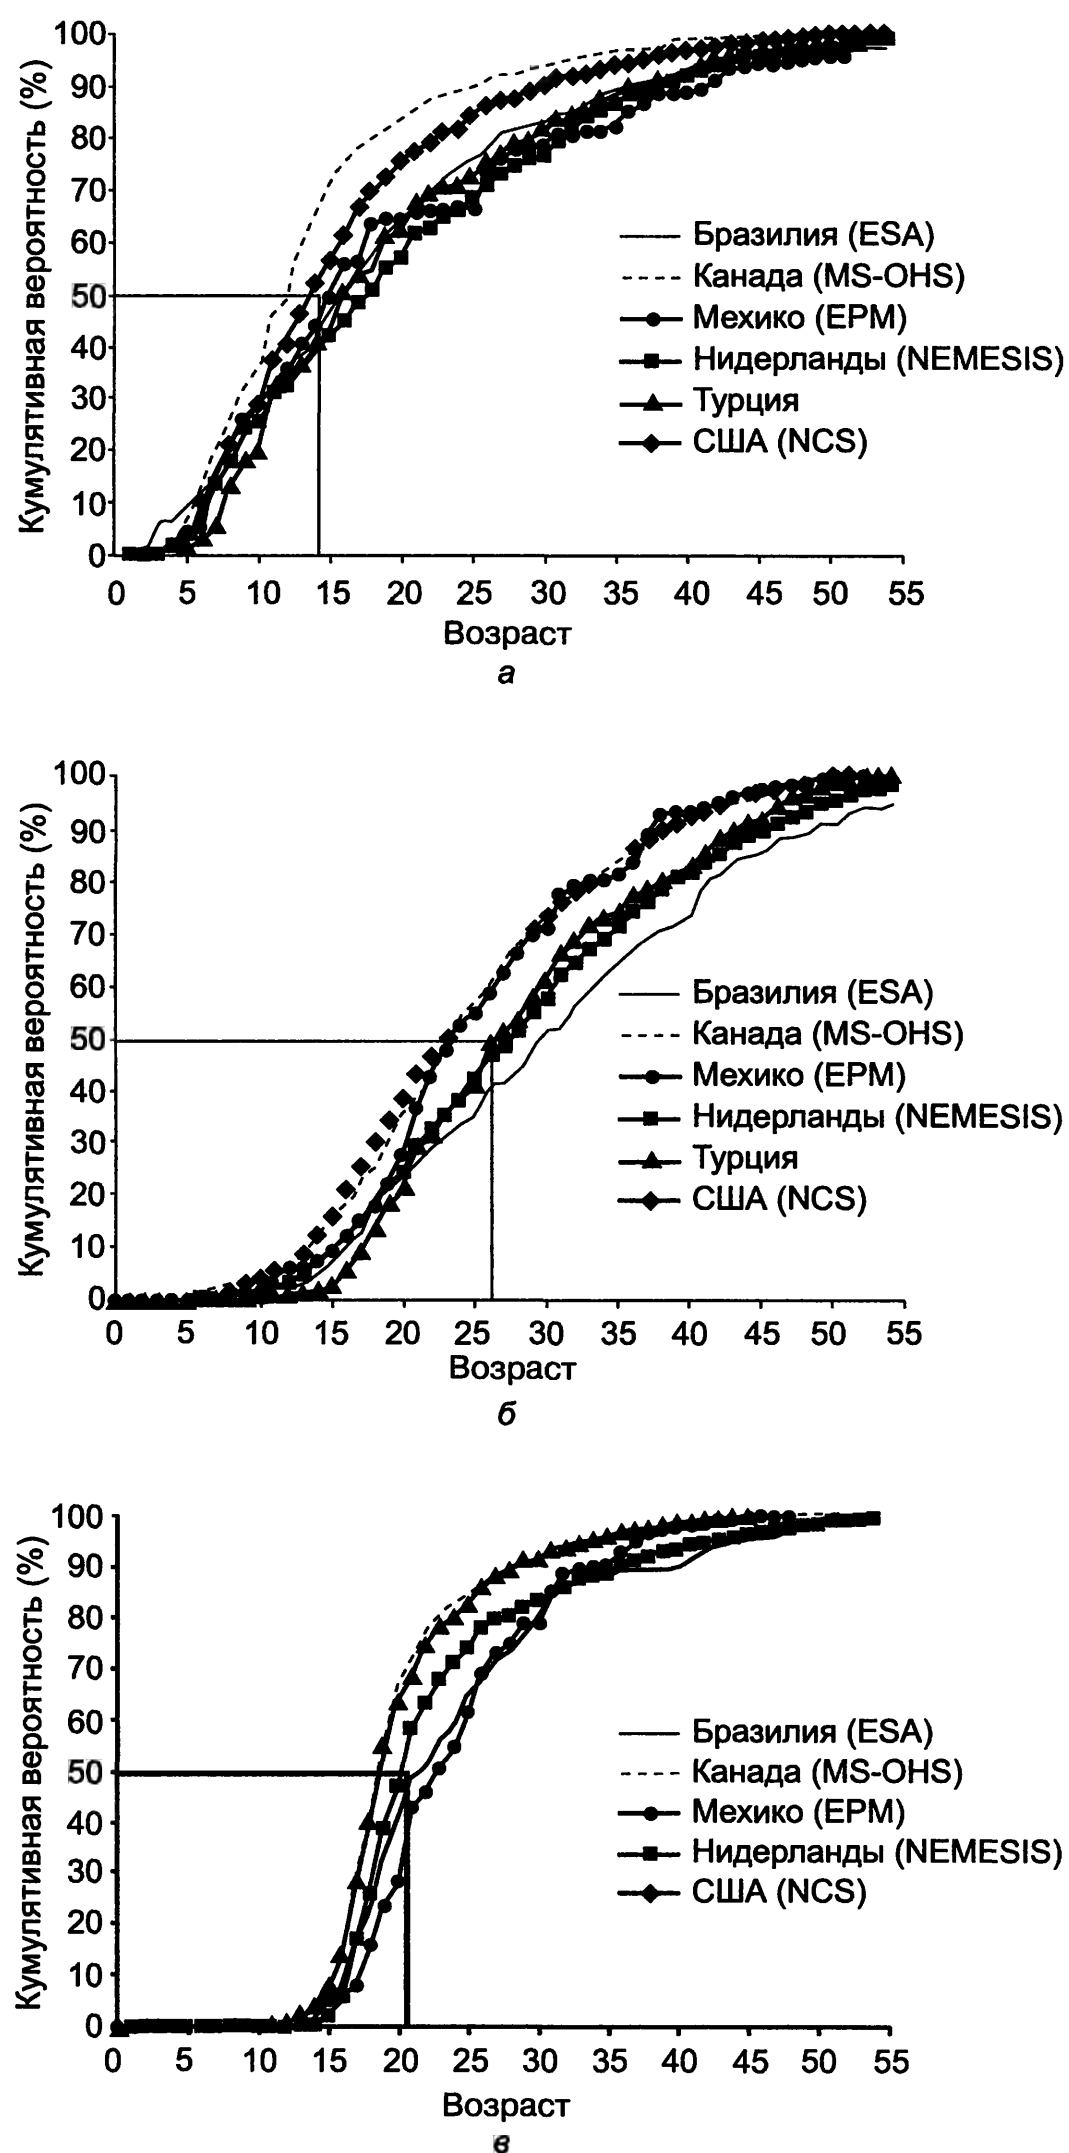 Кумулятивная вероятность (%)
100
90
80
70
60
50
40
30
20
10
0
Бразилия (ESA)
Канада (MS-OHS)
Мехико (EPM)
Нидерланды (NEMESIS)
Турция
США (NCS)
0 5 10 15 20 25 30 35 40 45 50 55
Возраст
а
Кумулятивная вероятность (%)
100
90
80
70
60
50
40
30
20
10
0
Бразилия (ESA)
Канада (MS-OHS)
Мехико (EPM)
Нидерланды (NEMESIS)
Турция
США (NCS)
0 5 10 15 20 25 30 35 40 45 50 55
Возраст
б
Кумулятивная вероятность (%)
100
90
80
70
60
50
40
30
20
10
0
Бразилия (ESA)
Канада (MS-OHS)
Мехико (EPM)
Нидерланды (NEMESIS)
США (NCS)
0 5 10 15 20 25 30 35 40 45 50 55
Возраст
в